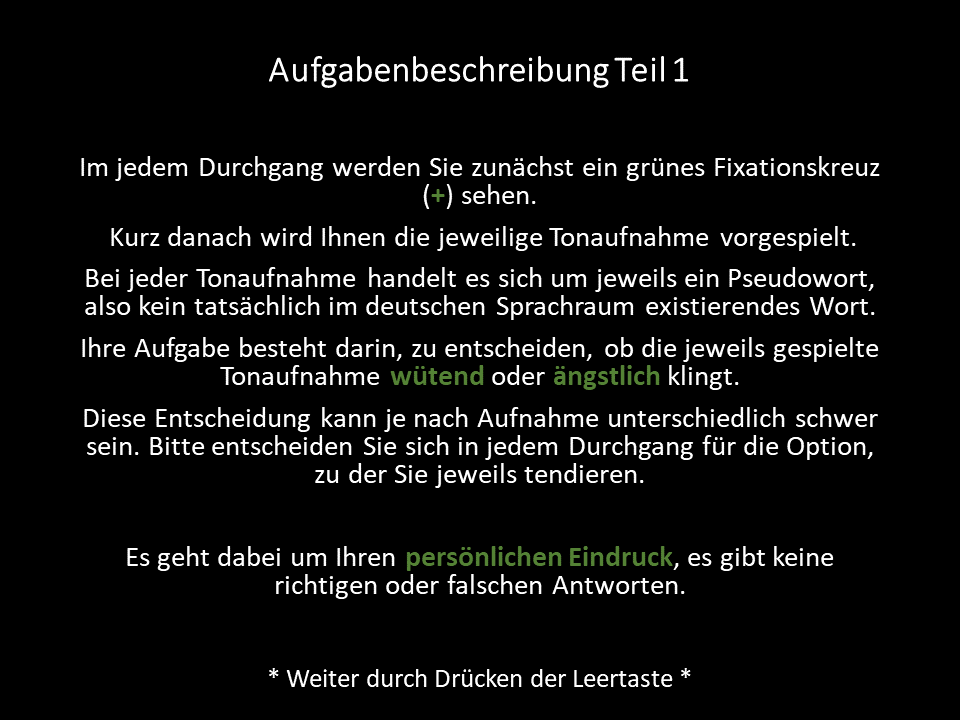 Aufgabenbeschreibung Teil 1
Im jedem Durchgang werden Sie zunächst ein grünes Fixationskreuz
(+) sehen.
Kurz danach wird Ihnen die jeweilige Tonaufnahme vorgespielt.
Bei jeder Tonaufnahme handelt es sich um jeweils ein Pseudowort,
also kein tatsächlich im deutschen Sprachraum existierendes Wort.
Ihre Aufgabe besteht darin, zu entscheiden, ob die jeweils gespielte
Tonaufnahme wütend oder ängstlich klingt.
Diese Entscheidung kann je nach Aufnahme unterschiedlich schwer
sein. Bitte entscheiden Sie sich in jedem Durchgang für die Option,
zu der Sie jeweils tendieren.
Es geht dabei um Ihren persönlichen Eindruck, es gibt keine
richtigen oder falschen Antworten.
* Weiter durch Drücken der Leertaste *